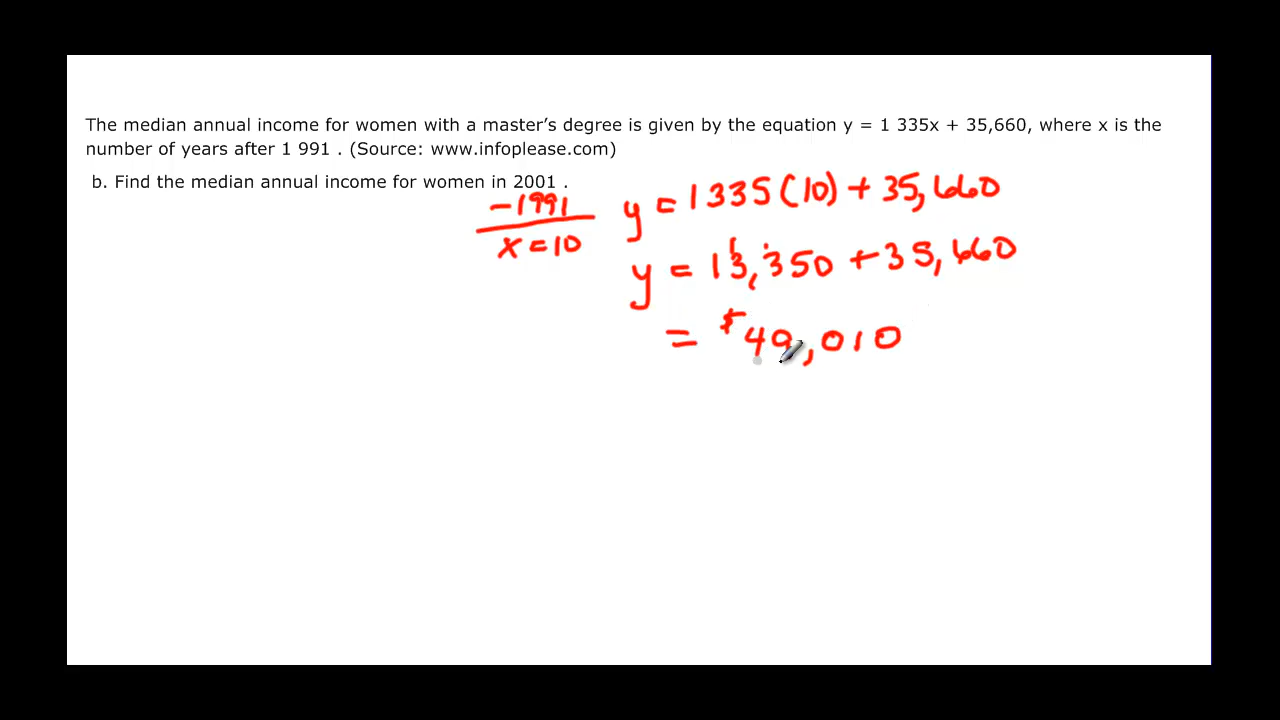 The median annual income for women with a master's degree is given by the equation y = 1 335x + 35,660, where x is the
number of years after 1 991 . (Source: www.infoplease.com)
b. Find the median annual income for women in 2001 .
-1991
x = 10
y = 1335(10) + 35,660
y = 13,350 + 35,660
= $49,010